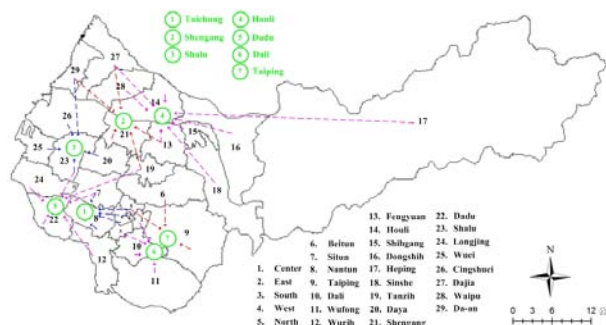 1 Taichung 4 Houli
2 Shengang 5 Dadu
3 Shalu 6 Dali
7 Taiping
27
29
28
14
4
2
17
26
21
15
13
16
25
3
23
20
19
24
18
7
6
5
22
1
8
9
7
10
6
12
11
13. Fengyuan 22. Dadu
14. Houli 23. Shalu
6. Beitun 15. Shihgang 24. Longjing
7. Situn 16. Dongshih 25. Wuci
1. Center 8. Nantun 17. Heping 26. Cingshuei
2. East 9. Taiping 18. Sinshe 27. Dajia
3. South 10. Dali 19. Tanzih 28. Waipu
4. West 11. Wufong 20. Daya 29. Da-an
5. North 12. Wurih 21. Shengang
N
0 3 6 12